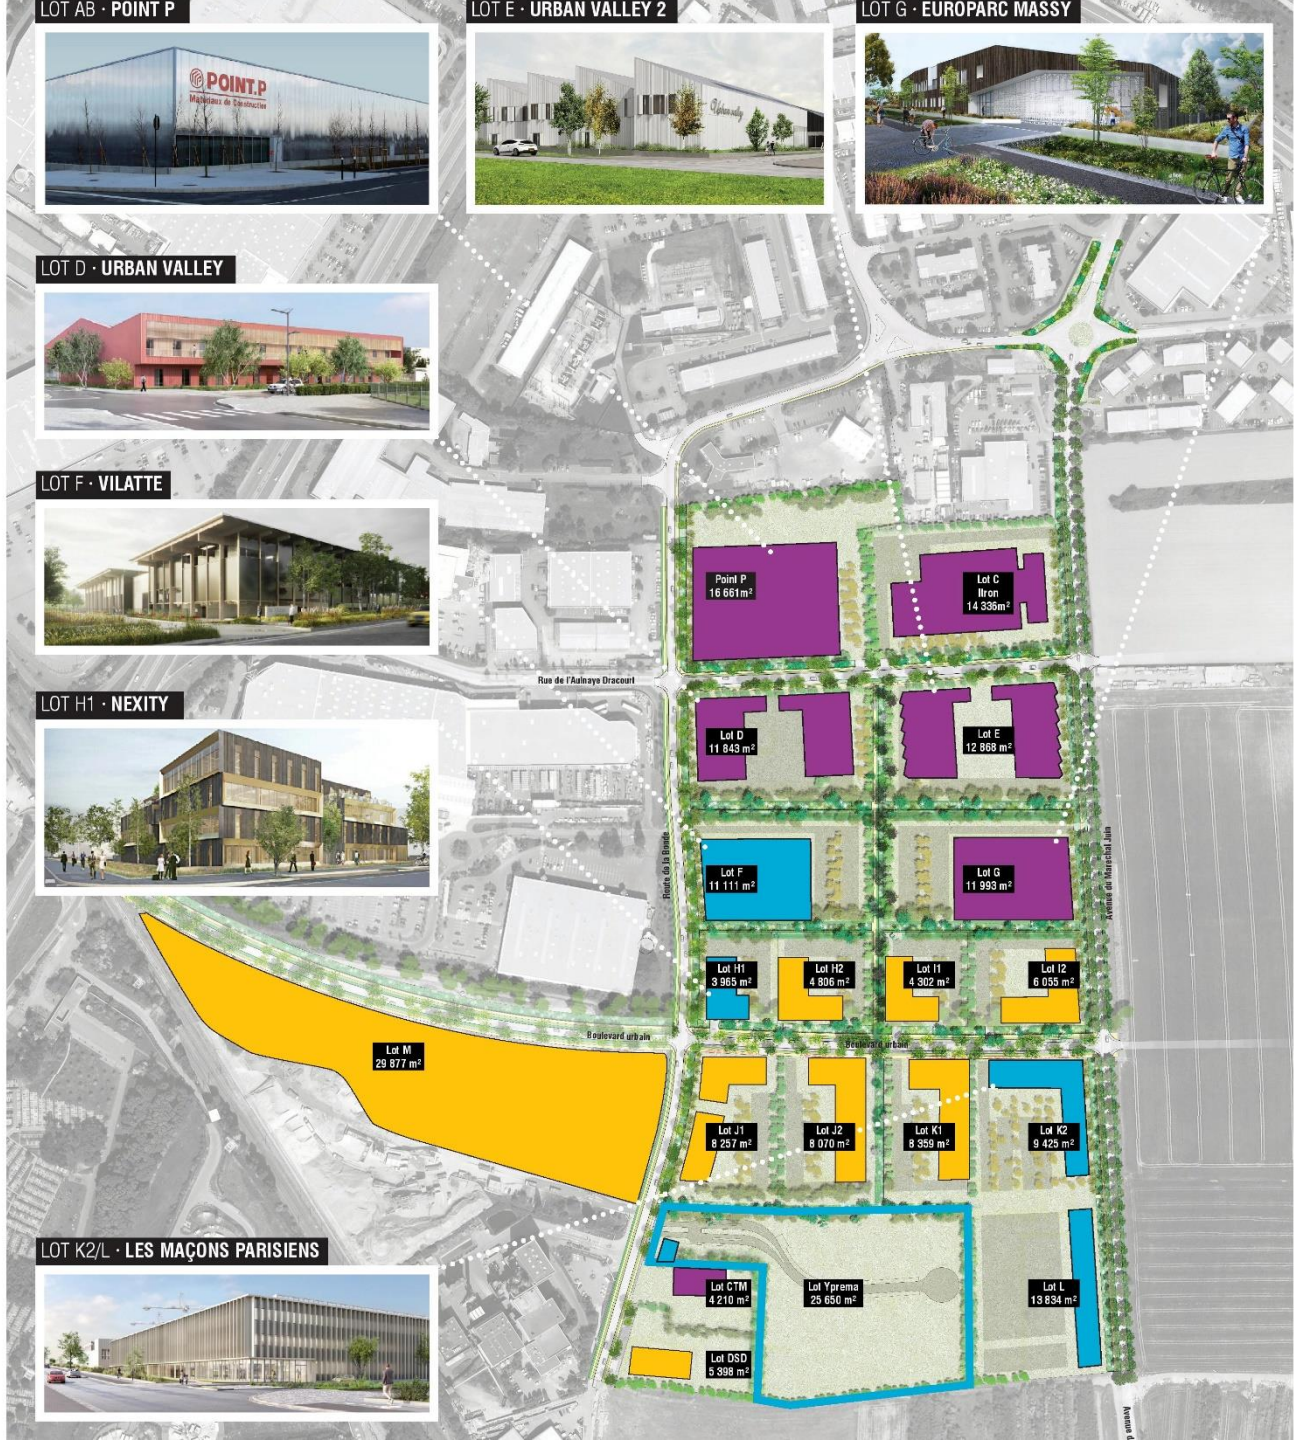 LOT AB · POINT P
LOT E · URBAN VALLEY 2
LOT G · EUROPARC MASSY
POINT.P
Matériaux de Construction
Urban valley
LOT D · URBAN VALLEY
LOT F · VILATTE
LOT H1 · NEXITY
LOT K2/L · LES MAÇONS PARISIENS
Point P
16 661m²
Lot C
Itron
14 336m²
Rue de l'Aulnaye Dracourt
Lot D
11 843 m²
Lot E
12 868 m²
Route de la Bonde
Avenue du Maréchal Juin
Lot F
11 111 m²
Lot G
11 993 m²
Lot H1
3 965 m²
Lot H2
4 806 m²
Lot I1
4 302 m²
Lot I2
6 055 m²
Boulevard urbain
Boulevard urbain
Lot M
29 877 m²
Lot J1
8 257 m²
Lot J2
8 070 m²
Lot K1
8 359 m²
Lot K2
9 425 m²
Lot CTM
4 210 m²
Lot Yprema
25 650 m²
Lot L
13 834 m²
Lot DSD
5 398 m²
Avenue d